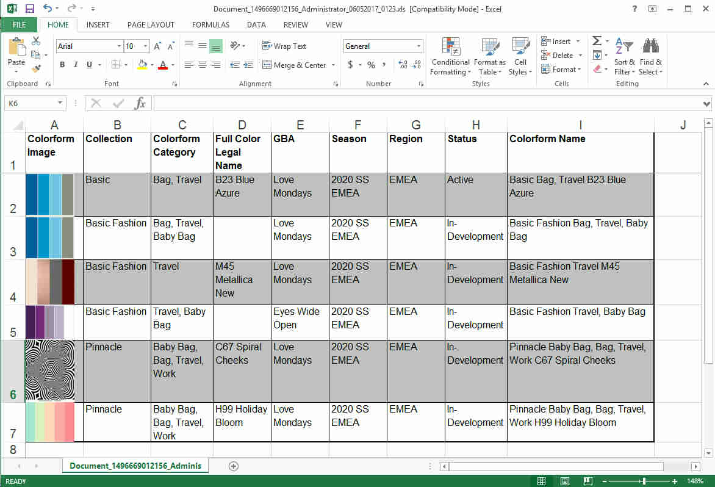 Document_1496669012156_Administrator_06052017_0123.xls [Compatibility Mode] - Excel
FILE HOME INSERT PAGE LAYOUT FORMULAS DATA REVIEW VIEW
Paste
Arial 10 A A
B I U A
Wrap Text
Merge & Center
General
$ % ,
Conditional Formatting
Format as Table
Cell Styles
Insert
Delete
Format
Sort & Filter
Find & Select
Clipboard Font Alignment Number Styles Cells Editing
K6 fx
A B C D E F G H I J
1
Colorform Image
Collection
Colorform Category
Full Color Legal Name
GBA
Season
Region
Status
Colorform Name
2
Basic
Bag, Travel
B23 Blue Azure
Love Mondays
2020 SS EMEA
EMEA
Active
Basic Bag, Travel B23 Blue Azure
3
Basic Fashion
Bag, Travel, Baby Bag
Love Mondays
2020 SS EMEA
EMEA
In-Development
Basic Fashion Bag, Travel, Baby Bag
4
Basic Fashion
Travel
M45 Metallica New
Love Mondays
2020 SS EMEA
EMEA
In-Development
Basic Fashion Travel M45 Metallica New
5
Basic Fashion
Travel, Baby Bag
Eyes Wide Open
2020 SS EMEA
EMEA
In-Development
Basic Fashion Travel, Baby Bag
6
Pinnacle
Baby Bag, Bag, Travel, Work
C67 Spiral Cheeks
Love Mondays
2020 SS EMEA
EMEA
In-Development
Pinnacle Baby Bag, Bag, Travel, Work C67 Spiral Cheeks
7
Pinnacle
Baby Bag, Bag, Travel, Work
H99 Holiday Bloom
Love Mondays
2020 SS EMEA
EMEA
In-Development
Pinnacle Baby Bag, Bag, Travel, Work H99 Holiday Bloom
8
Document_1496669012156_Adminis
READY 148%